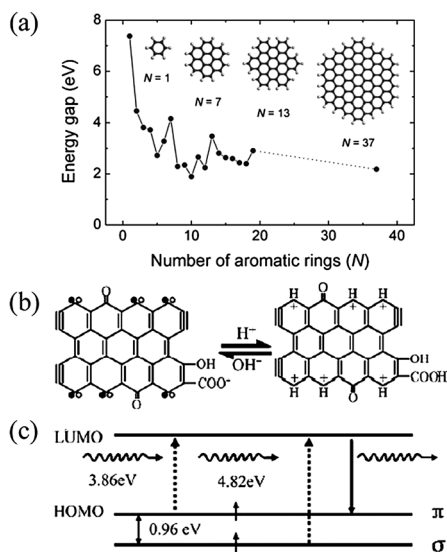 (a)
Energy gap (eV)
8
6
4
2
0
N = 1
N = 7
N = 13
N = 37
0 10 20 30 40
Number of aromatic rings (N)
(b)
O
OH
COO⁻
O
H⁺
OH⁻
H H H
O
+ + +
OH
COOH
+ + +
H H H O
(c)
LUMO
3.86eV
4.82eV
HOMO
π
0.96 eV
σ